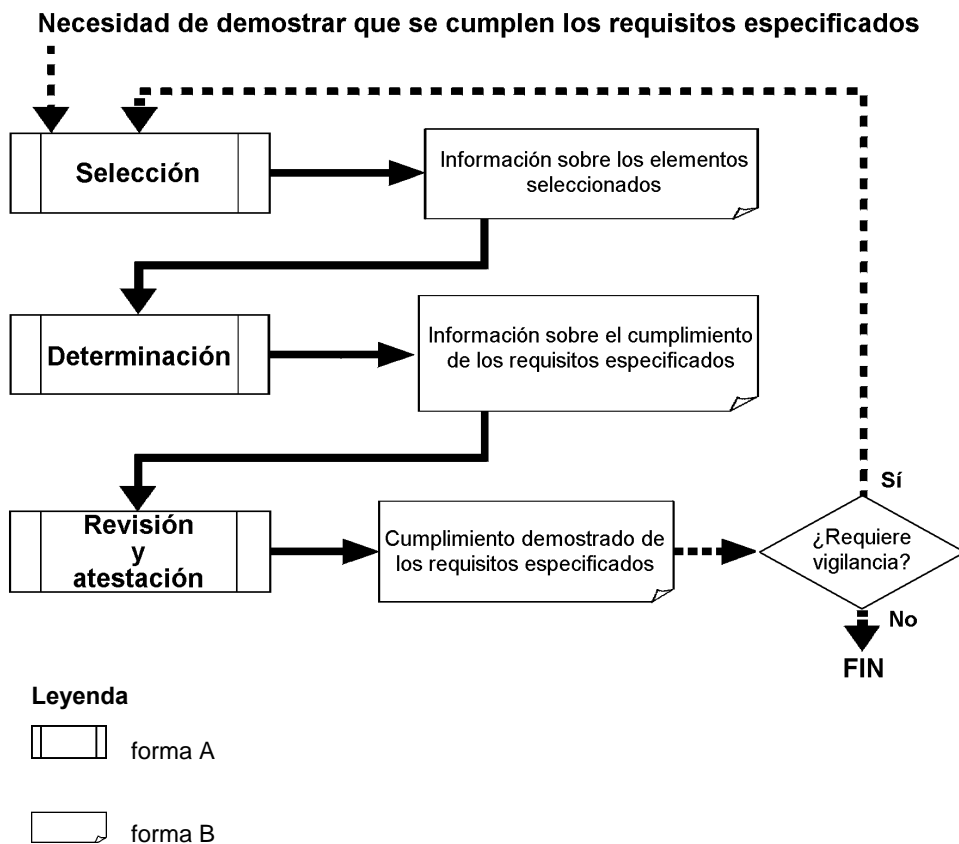 Necesidad de demostrar que se cumplen los requisitos especificados
Selección
Información sobre los elementos
seleccionados
Determinación
Información sobre el cumplimiento
de los requisitos especificados
Revisión
y
atestación
Cumplimiento demostrado de
los requisitos especificados
¿Requiere
vigilancia?
Sí
No
FIN
Leyenda
forma A
forma B